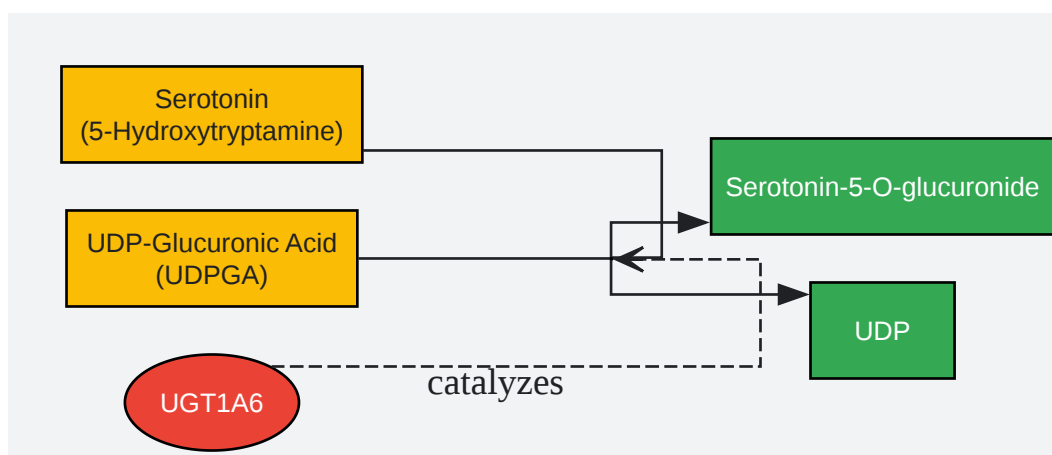 Serotonin
(5-Hydroxytryptamine)
Serotonin-5-O-glucuronide
UDP-Glucuronic Acid
(UDPGA)
UDP
catalyzes
UGT1A6